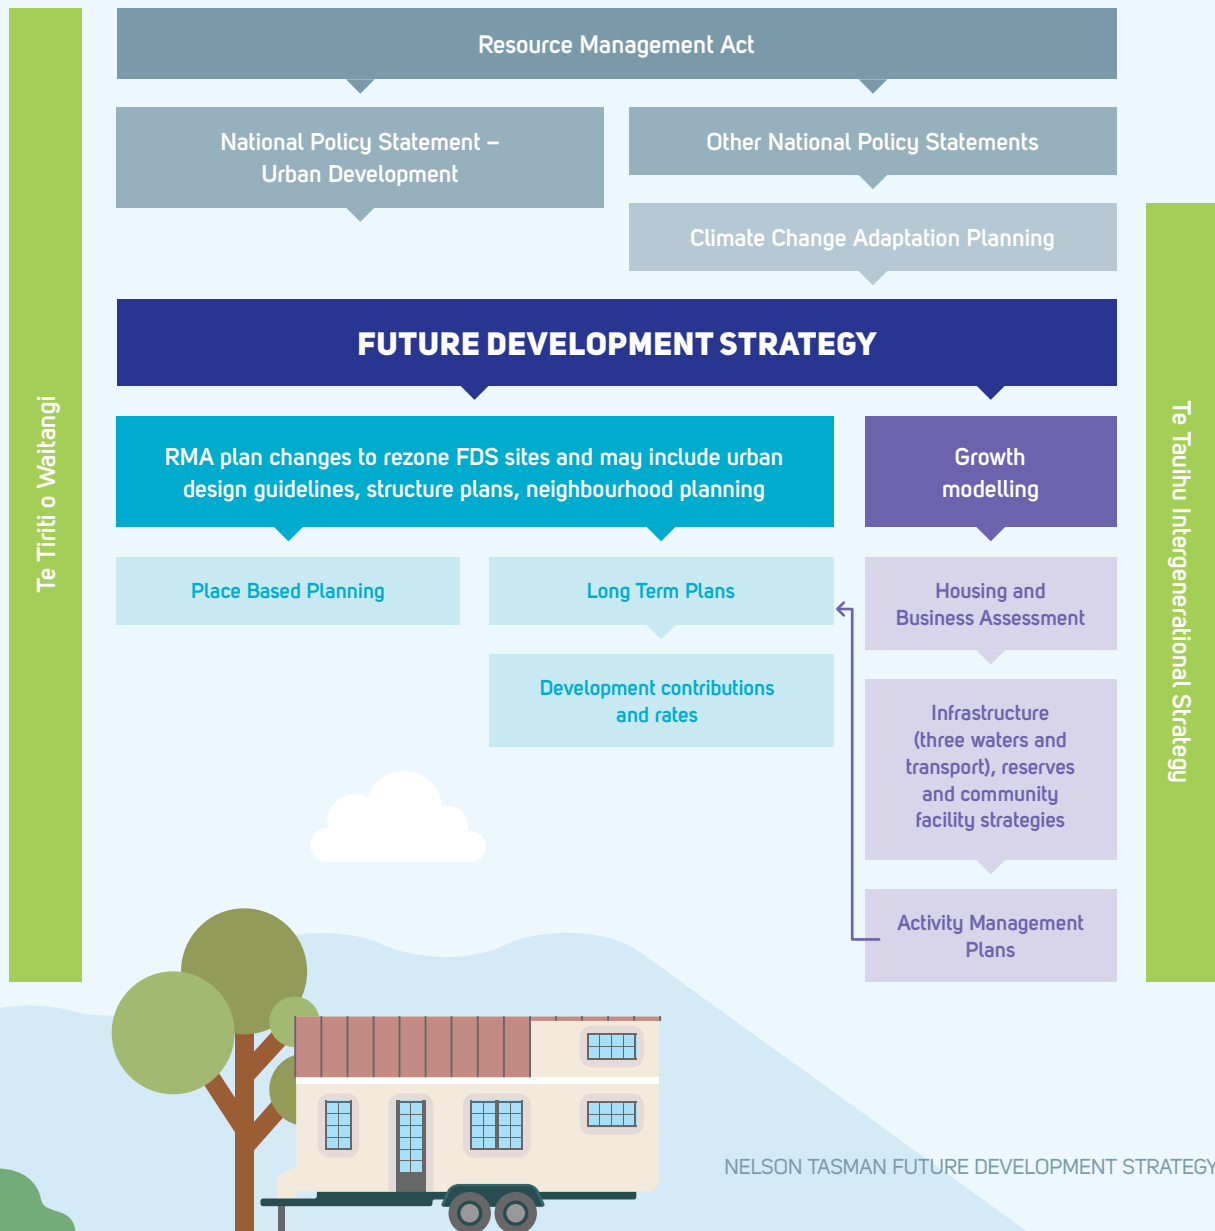 Resource Management Act
National Policy Statement –
Urban Development
Other National Policy Statements
Climate Change Adaptation Planning
FUTURE DEVELOPMENT STRATEGY
Te Tiriti o Waitangi
Te Tauihu Intergenerational Strategy
RMA plan changes to rezone FDS sites and may include urban
design guidelines, structure plans, neighbourhood planning
Growth
modelling
Place Based Planning
Long Term Plans
Housing and
Business Assessment
Development contributions
and rates
Infrastructure
(three waters and
transport), reserves
and community
facility strategies
Activity Management
Plans
NELSON TASMAN FUTURE DEVELOPMENT STRATEGY